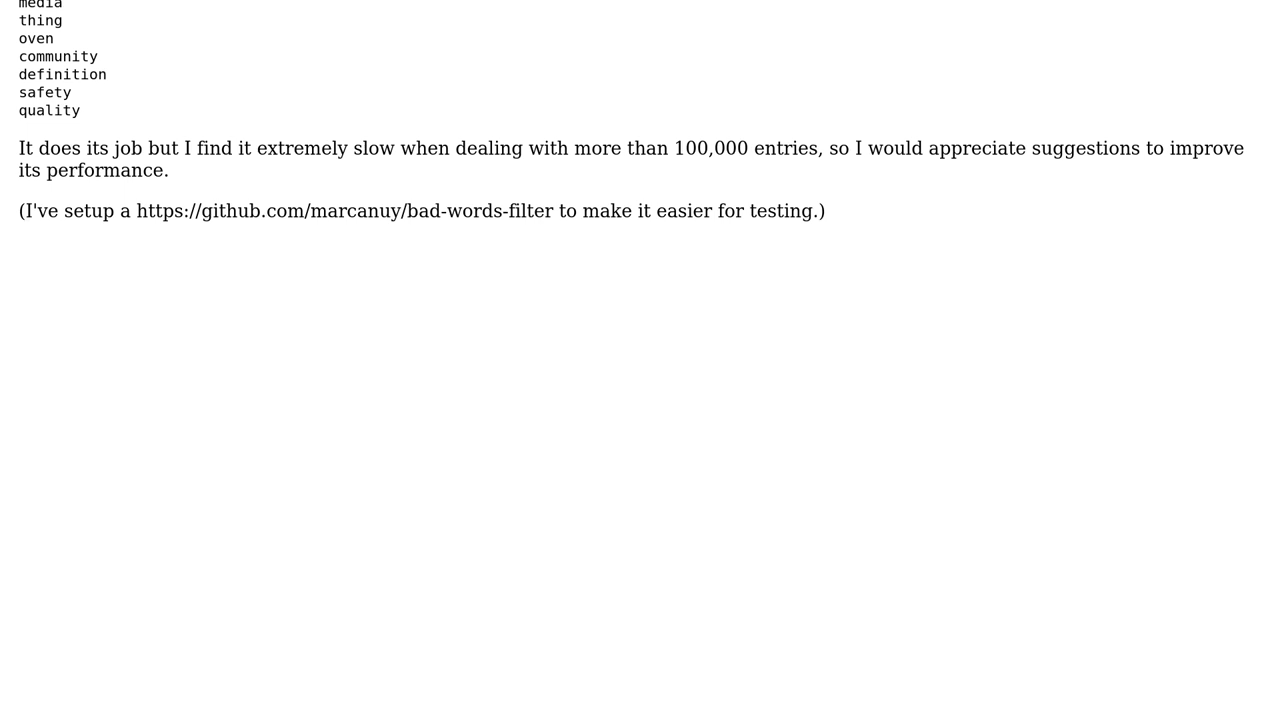 media
thing
oven
community
definition
safety
quality
It does its job but I find it extremely slow when dealing with more than 100,000 entries, so I would appreciate suggestions to improve
its performance.
(I've setup a https://github.com/marcanuy/bad-words-filter to make it easier for testing.)